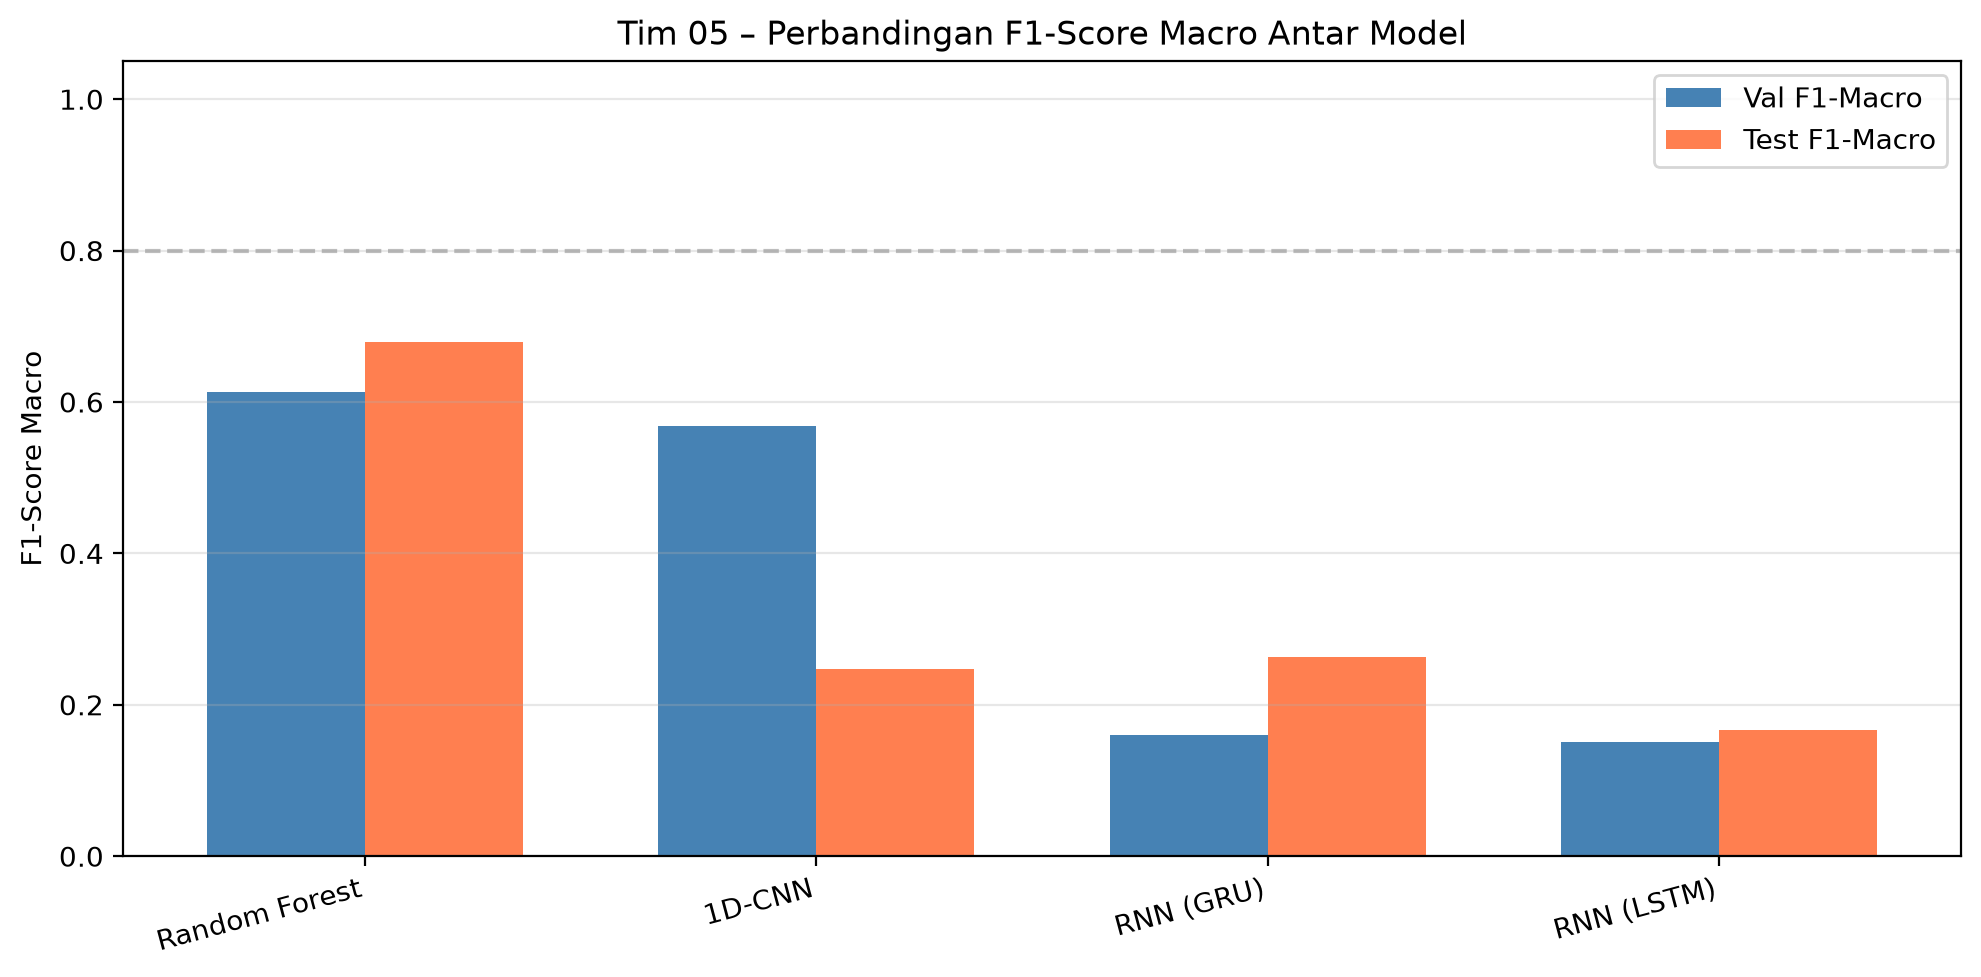 Tim 05 – Perbandingan F1-Score Macro Antar Model
Val F1-Macro
Test F1-Macro
F1-Score Macro
1.0
0.8
0.6
0.4
0.2
0.0
Random Forest
1D-CNN
RNN (GRU)
RNN (LSTM)